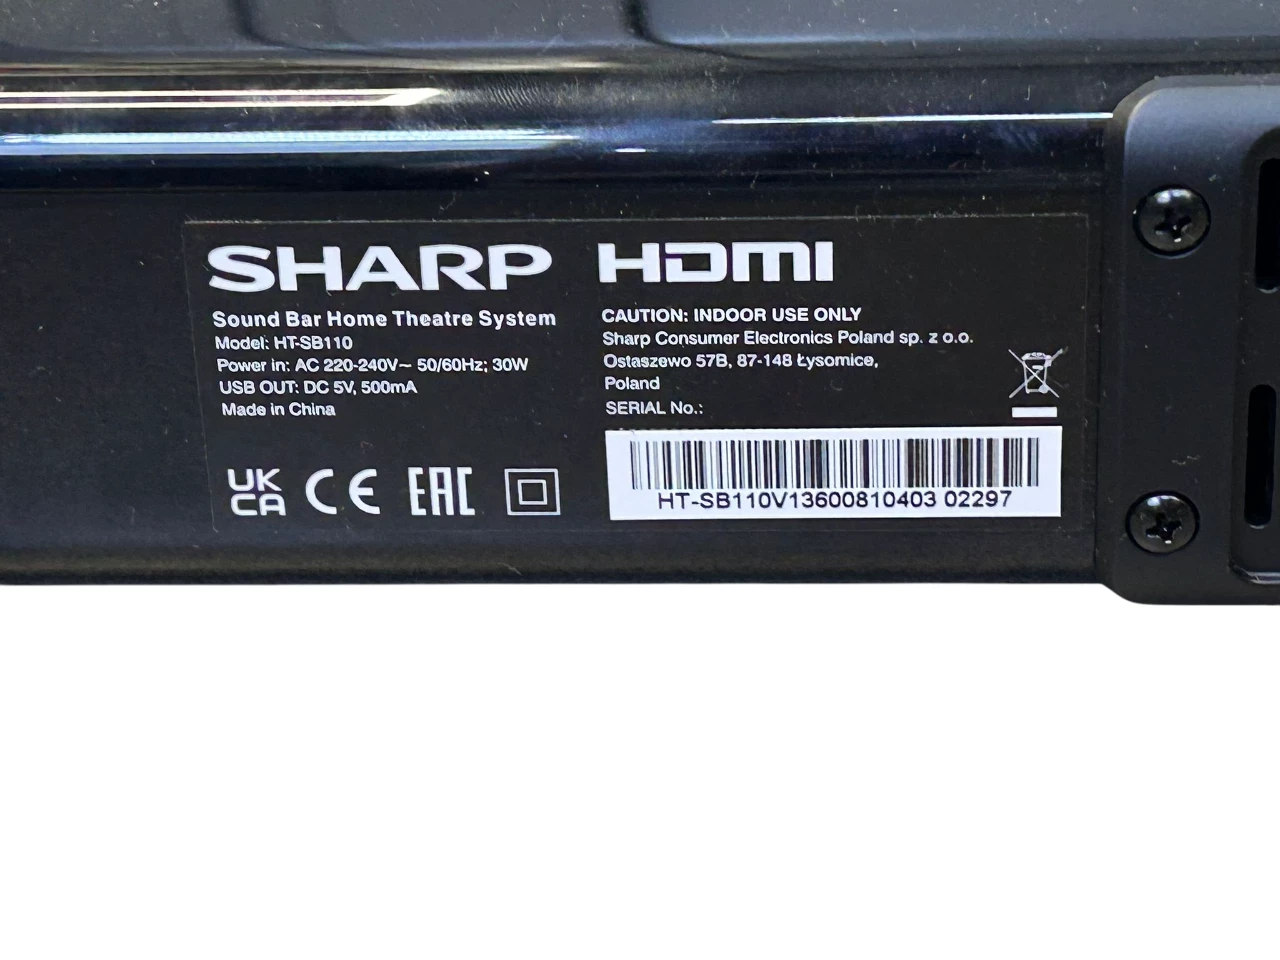 SHARP
Sound Bar Home Theatre System
Model: HT-SB110
Power in: AC 220-240V~ 50/60Hz; 30W
USB OUT: DC 5V, 500mA
Made in China
UK
CA CE EAC
HDMI
CAUTION: INDOOR USE ONLY
Sharp Consumer Electronics Poland sp. z o.o.
Ostaszewo 57B, 87-148 Łysomice,
Poland
SERIAL No.:
HT-SB110V13600810403 02297